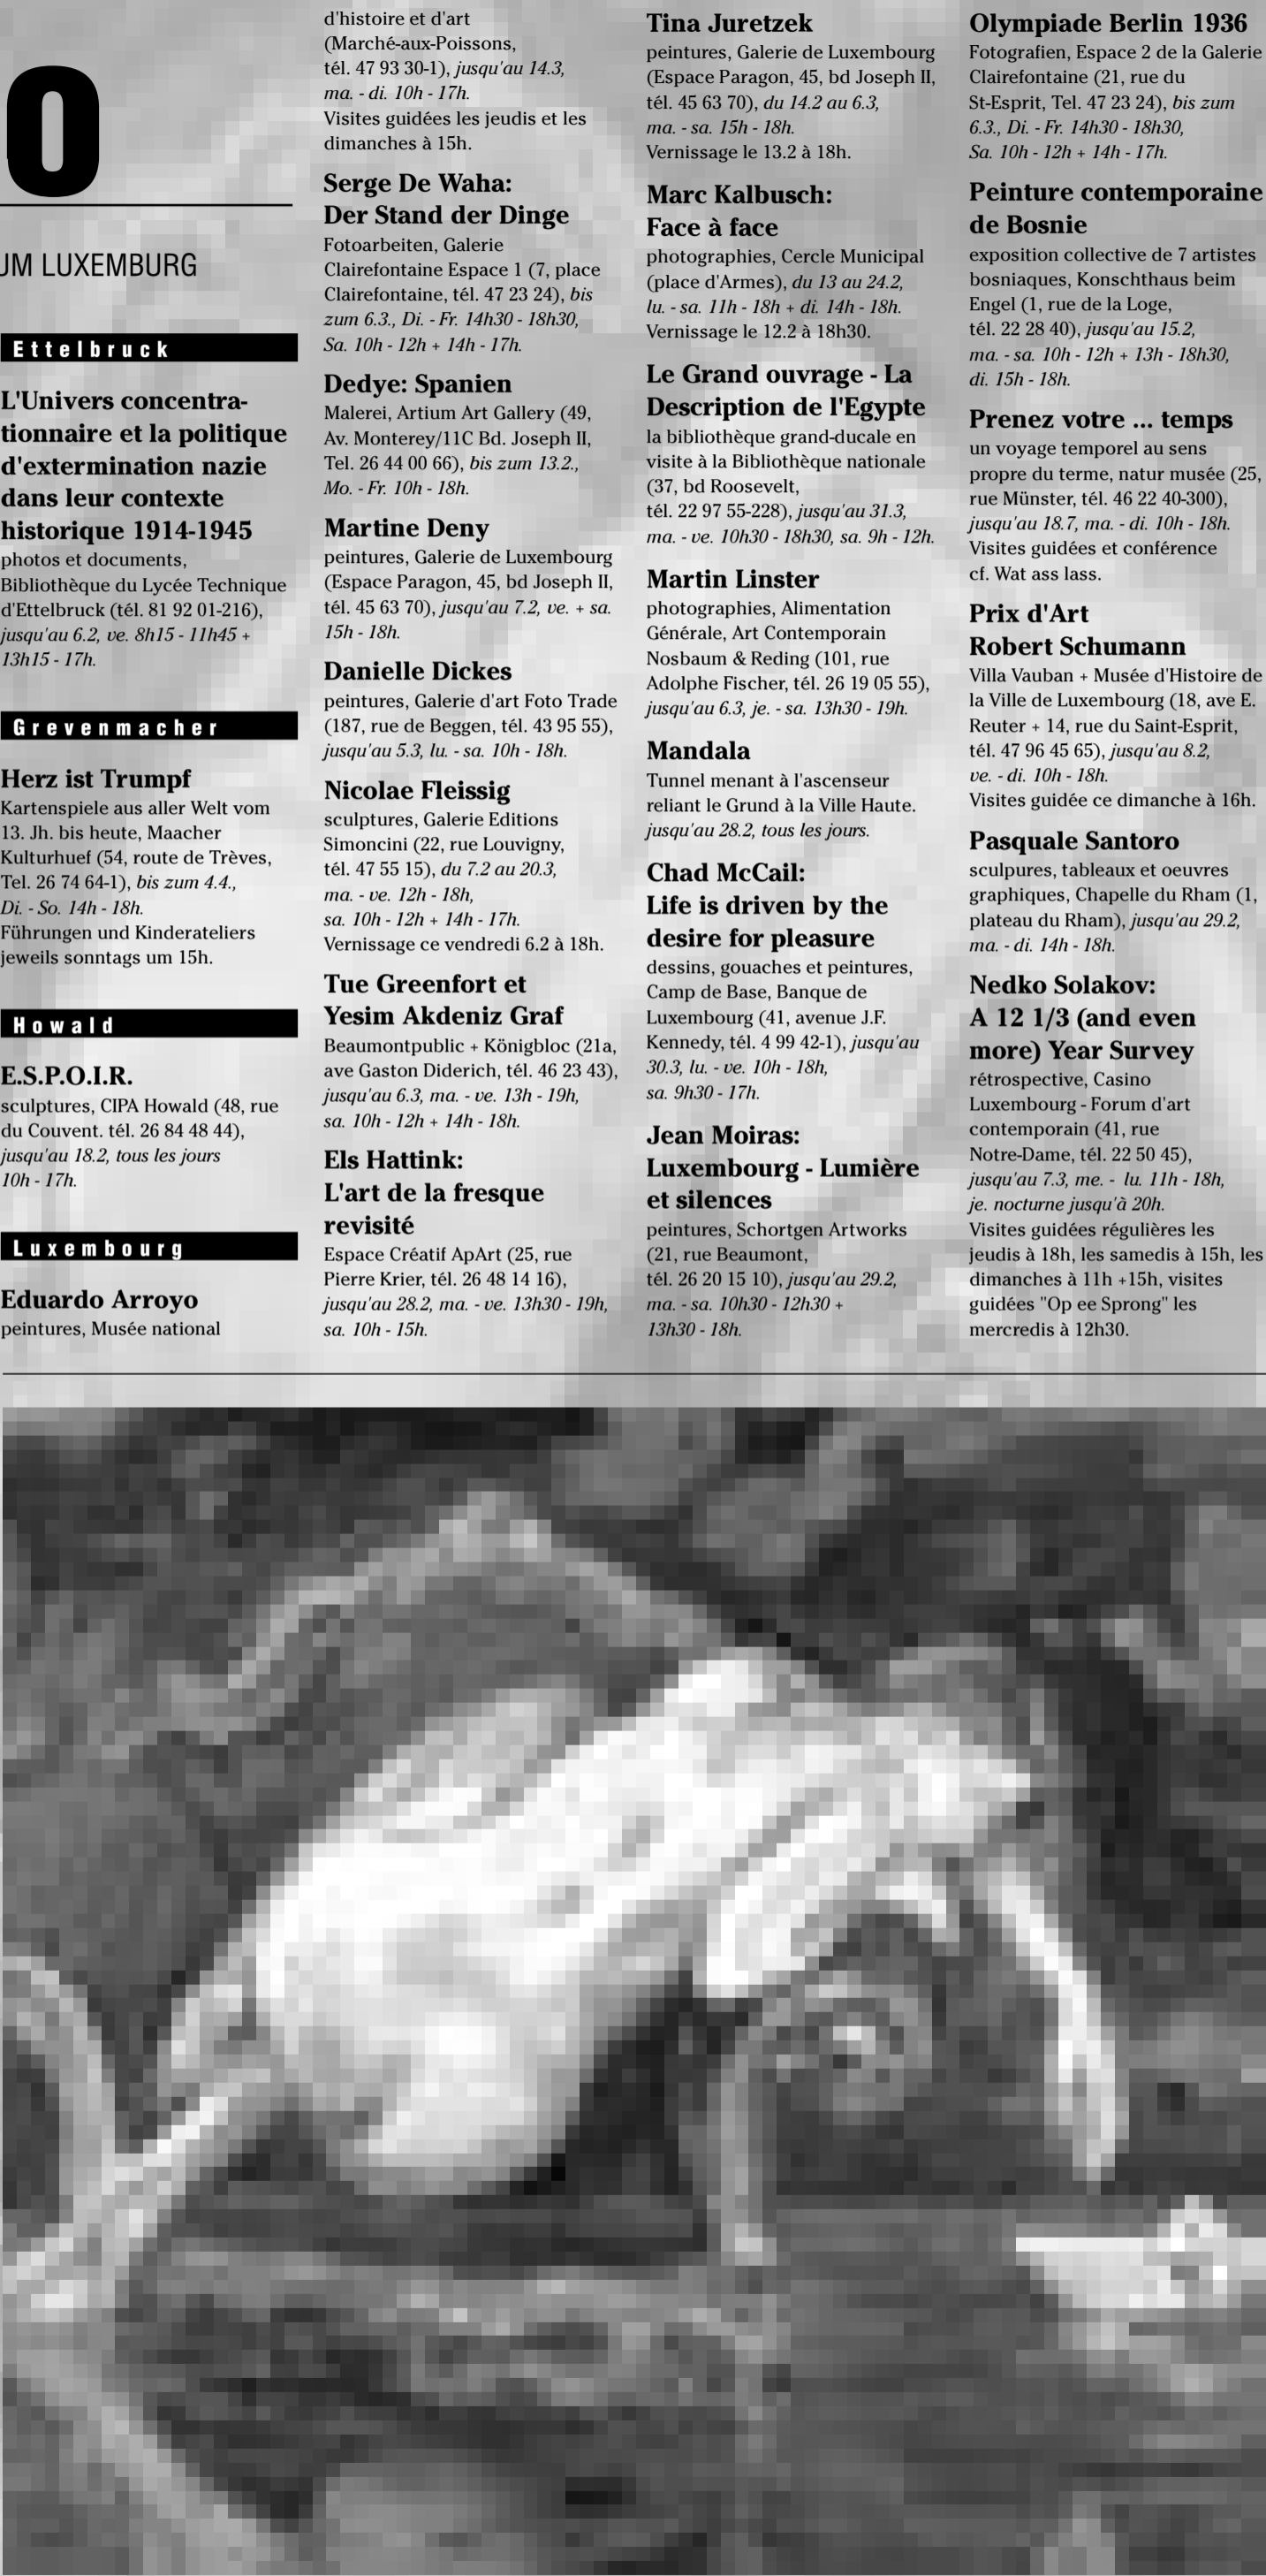 O
UM LUXEMBURG
Ettelbruck
L'Univers concentra-
tionnaire et la politique
d'extermination nazie
dans leur contexte
historique 1914-1945
photos et documents,
Bibliothèque du Lycée Technique
d'Ettelbruck (tél. 81 92 01-216),
jusqu'au 6.2, ve. 8h15 - 11h45 +
13h15 - 17h.
Grevenmacher
Herz ist Trumpf
Kartenspiele aus aller Welt vom
13. Jh. bis heute, Maacher
Kulturhuef (54, route de Trèves,
Tel. 26 74 64-1), bis zum 4.4.,
Di. - So. 14h - 18h.
Führungen und Kinderateliers
jeweils sonntags um 15h.
Howald
E.S.P.O.I.R.
sculptures, CIPA Howald (48, rue
du Couvent. tél. 26 84 48 44),
jusqu'au 18.2, tous les jours
10h - 17h.
Luxembourg
Eduardo Arroyo
peintures, Musée national
d'histoire et d'art
(Marché-aux-Poissons,
tél. 47 93 30-1), jusqu'au 14.3,
ma. - di. 10h - 17h.
Visites guidées les jeudis et les
dimanches à 15h.
Serge De Waha:
Der Stand der Dinge
Fotoarbeiten, Galerie
Clairefontaine Espace 1 (7, place
Clairefontaine, tél. 47 23 24), bis
zum 6.3., Di. - Fr. 14h30 - 18h30,
Sa. 10h - 12h + 14h - 17h.
Dedye: Spanien
Malerei, Artium Art Gallery (49,
Av. Monterey/11C Bd. Joseph II,
Tel. 26 44 00 66), bis zum 13.2.,
Mo. - Fr. 10h - 18h.
Martine Deny
peintures, Galerie de Luxembourg
(Espace Paragon, 45, bd Joseph II,
tél. 45 63 70), jusqu'au 7.2, ve. + sa.
15h - 18h.
Danielle Dickes
peintures, Galerie d'art Foto Trade
(187, rue de Beggen, tél. 43 95 55),
jusqu'au 5.3, lu. - sa. 10h - 18h.
Nicolae Fleissig
sculptures, Galerie Editions
Simoncini (22, rue Louvigny,
tél. 47 55 15), du 7.2 au 20.3,
ma. - ve. 12h - 18h,
sa. 10h - 12h + 14h - 17h.
Vernissage ce vendredi 6.2 à 18h.
Tue Greenfort et
Yesim Akdeniz Graf
Beaumontpublic + Königbloc (21a,
ave Gaston Diderich, tél. 46 23 43),
jusqu'au 6.3, ma. - ve. 13h - 19h,
sa. 10h - 12h + 14h - 18h.
Els Hattink:
L'art de la fresque
revisité
Espace Créatif ApArt (25, rue
Pierre Krier, tél. 26 48 14 16),
jusqu'au 28.2, ma. - ve. 13h30 - 19h,
sa. 10h - 15h.
Tina Juretzek
peintures, Galerie de Luxembourg
(Espace Paragon, 45, bd Joseph II,
tél. 45 63 70), du 14.2 au 6.3,
ma. - sa. 15h - 18h.
Vernissage le 13.2 à 18h.
Marc Kalbusch:
Face à face
photographies, Cercle Municipal
(place d'Armes), du 13 au 24.2,
lu. - sa. 11h - 18h + di. 14h - 18h.
Vernissage le 12.2 à 18h30.
Le Grand ouvrage - La
Description de l'Egypte
la bibliothèque grand-ducale en
visite à la Bibliothèque nationale
(37, bd Roosevelt,
tél. 22 97 55-228), jusqu'au 31.3,
ma. - ve. 10h30 - 18h30, sa. 9h - 12h.
Martin Linster
photographies, Alimentation
Générale, Art Contemporain
Nosbaum & Reding (101, rue
Adolphe Fischer, tél. 26 19 05 55),
jusqu'au 6.3, je. - sa. 13h30 - 19h.
Mandala
Tunnel menant à l'ascenseur
reliant le Grund à la Ville Haute.
jusqu'au 28.2, tous les jours.
Chad McCail:
Life is driven by the
desire for pleasure
dessins, gouaches et peintures,
Camp de Base, Banque de
Luxembourg (41, avenue J.F.
Kennedy, tél. 4 99 42-1), jusqu'au
30.3, lu. - ve. 10h - 18h,
sa. 9h30 - 17h.
Jean Moiras:
Luxembourg - Lumière
et silences
peintures, Schortgen Artworks
(21, rue Beaumont,
tél. 26 20 15 10), jusqu'au 29.2,
ma. - sa. 10h30 - 12h30 +
13h30 - 18h.
Olympiade Berlin 1936
Fotografien, Espace 2 de la Galerie
Clairefontaine (21, rue du
St-Esprit, Tel. 47 23 24), bis zum
6.3., Di. - Fr. 14h30 - 18h30,
Sa. 10h - 12h + 14h - 17h.
Peinture contemporaine
de Bosnie
exposition collective de 7 artistes
bosniaques, Konschthaus beim
Engel (1, rue de la Loge,
tél. 22 28 40), jusqu'au 15.2,
ma. - sa. 10h - 12h + 13h - 18h30,
di. 15h - 18h.
Prenez votre ... temps
un voyage temporel au sens
propre du terme, natur musée (25,
rue Münster, tél. 46 22 40-300),
jusqu'au 18.7, ma. - di. 10h - 18h.
Visites guidées et conférence
cf. Wat ass lass.
Prix d'Art
Robert Schumann
Villa Vauban + Musée d'Histoire de
la Ville de Luxembourg (18, ave E.
Reuter + 14, rue du Saint-Esprit,
tél. 47 96 45 65), jusqu'au 8.2,
ve. - di. 10h - 18h.
Visites guidée ce dimanche à 16h.
Pasquale Santoro
sculpures, tableaux et oeuvres
graphiques, Chapelle du Rham (1,
plateau du Rham), jusqu'au 29.2,
ma. - di. 14h - 18h.
Nedko Solakov:
A 12 1/3 (and even
more) Year Survey
rétrospective, Casino
Luxembourg - Forum d'art
contemporain (41, rue
Notre-Dame, tél. 22 50 45),
jusqu'au 7.3, me. - lu. 11h - 18h,
je. nocturne jusqu'à 20h.
Visites guidées régulières les
jeudis à 18h, les samedis à 15h, les
dimanches à 11h +15h, visites
guidées "Op ee Sprong" les
mercredis à 12h30.